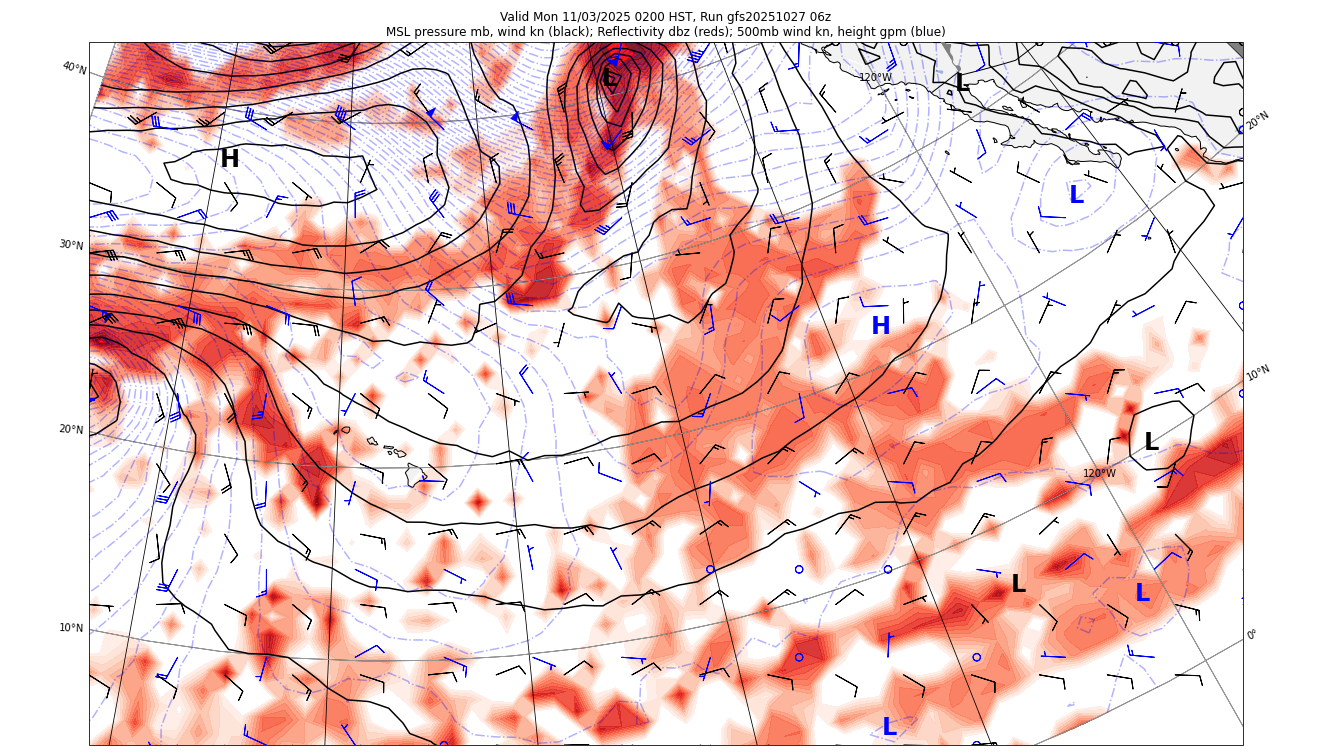 Valid Mon 11/03/2025 0200 HST, Run gfs20251027 06z
MSL pressure mb, wind kn (black); Reflectivity dbz (reds); 500mb wind kn, height gpm (blue)
40°N
L
120°W
L
20°N
H
L
30°N
H
10°N
20°N
L
120°W
L
L
10°N
0°
L